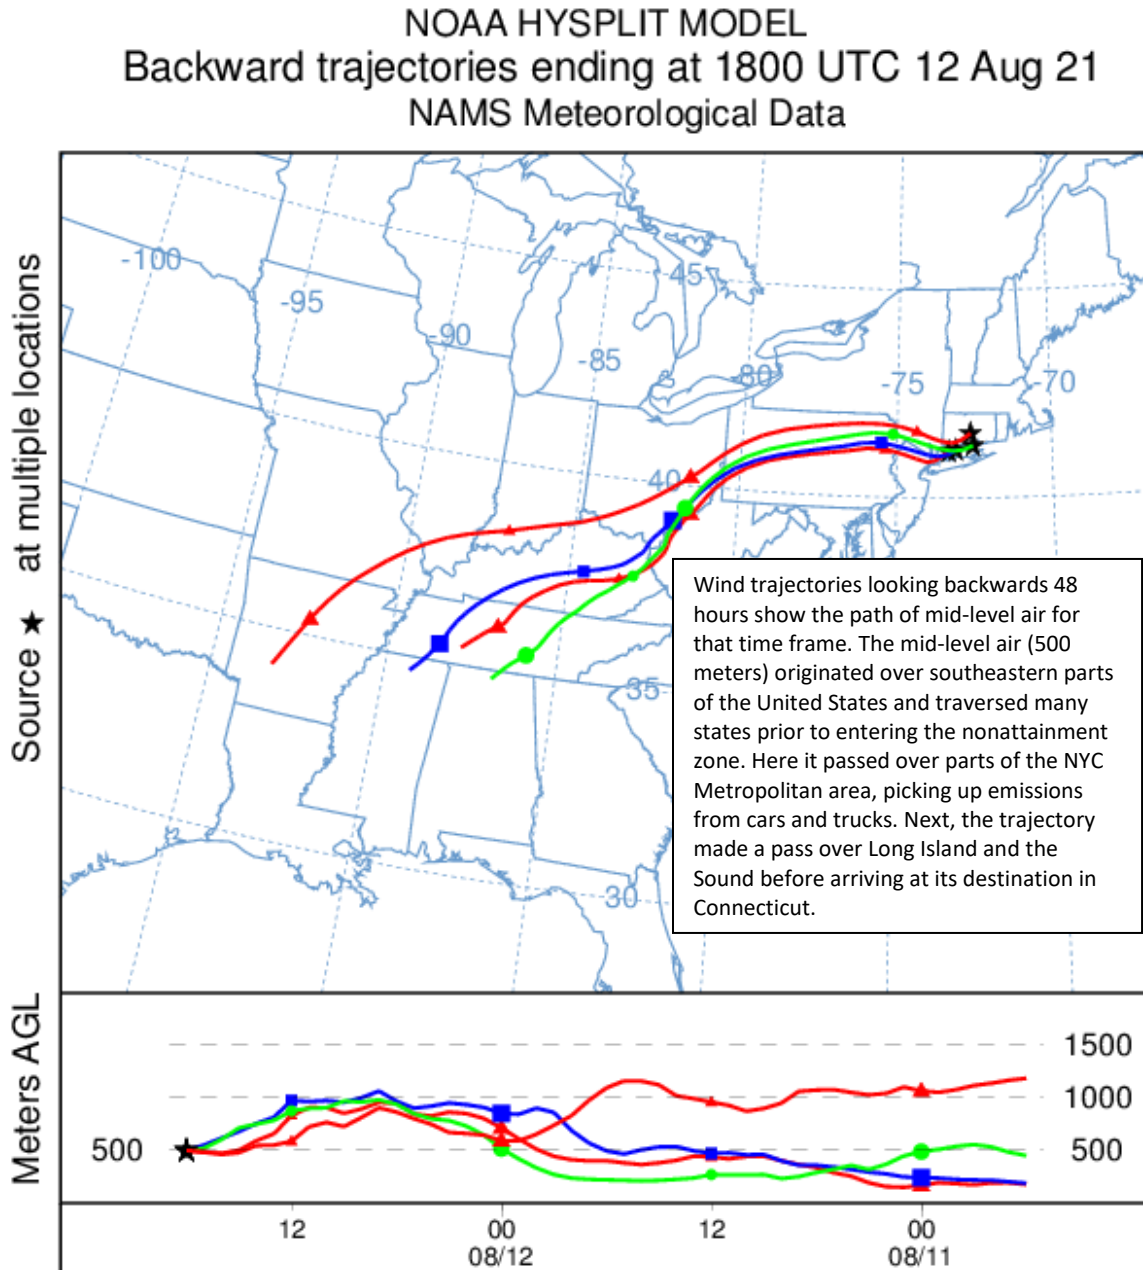 NOAA HYSPLIT MODEL
Backward trajectories ending at 1800 UTC 12 Aug 21
NAMS Meteorological Data
Source ★ at multiple locations
-100
-95
-90
-85
-80
-75
-70
45
40
35
30
Wind trajectories looking backwards 48
hours show the path of mid-level air for
that time frame. The mid-level air (500
meters) originated over southeastern parts
of the United States and traversed many
states prior to entering the nonattainment
zone. Here it passed over parts of the NYC
Metropolitan area, picking up emissions
from cars and trucks. Next, the trajectory
made a pass over Long Island and the
Sound before arriving at its destination in
Connecticut.
Meters AGL
500
1500
1000
500
12
00
12
00
08/12
08/11